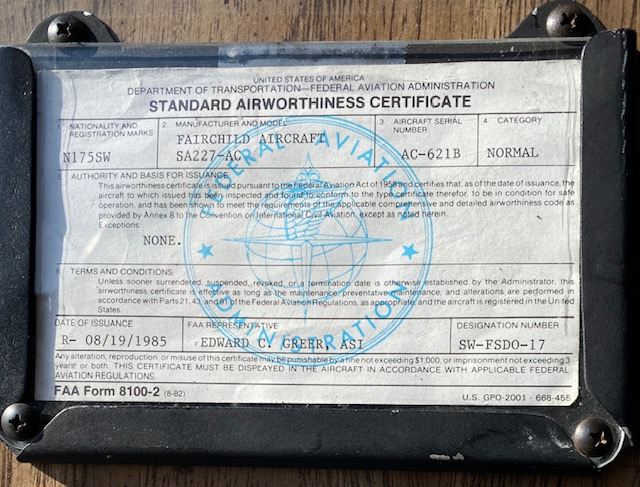 UNITED STATES OF AMERICA
DEPARTMENT OF TRANSPORTATION—FEDERAL AVIATION ADMINISTRATION
STANDARD AIRWORTHINESS CERTIFICATE
1 NATIONALITY AND REGISTRATION MARKS
N175SW
2 MANUFACTURER AND MODEL
FAIRCHILD AIRCRAFT
SA227-AC
3 AIRCRAFT SERIAL NUMBER
AC-621B
4 CATEGORY
NORMAL
5 AUTHORITY AND BASIS FOR ISSUANCE
This airworthiness certificate is issued pursuant to the Federal Aviation Act of 1958 and certifies that, as of the date of issuance, the
aircraft to which issued has been inspected and found to conform to the type certificate therefor, to be in condition for safe
operation, and has been shown to meet the requirements of the applicable comprehensive and detailed airworthiness code as
provided by Annex 8 to the Convention on International Civil Aviation, except as noted herein.
Exceptions:
NONE.
6. TERMS AND CONDITIONS
Unless sooner surrendered, suspended, revoked, or a termination date is otherwise established by the Administrator, this
airworthiness certificate is effective as long as the maintenance, preventative maintenance, and alterations are performed in
accordance with Parts 21, 43, and 91 of the Federal Aviation Regulations, as appropriate, and the aircraft is registered in the United
States.
DATE OF ISSUANCE
R- 08/19/1985
FAA REPRESENTATIVE
EDWARD C. GREER, ASI
DESIGNATION NUMBER
SW-FSDO-17
Any alteration, reproduction, or misuse of this certificate may be punishable by a fine not exceeding $1,000, or imprisonment not exceeding 3
years or both. THIS CERTIFICATE MUST BE DISPLAYED IN THE AIRCRAFT IN ACCORDANCE WITH APPLICABLE FEDERAL
AVIATION REGULATIONS.
FAA Form 8100-2 (8-82)
U.S. GPO-2001 - 668-455
FEDERAL AVIATION
ADMINISTRATION